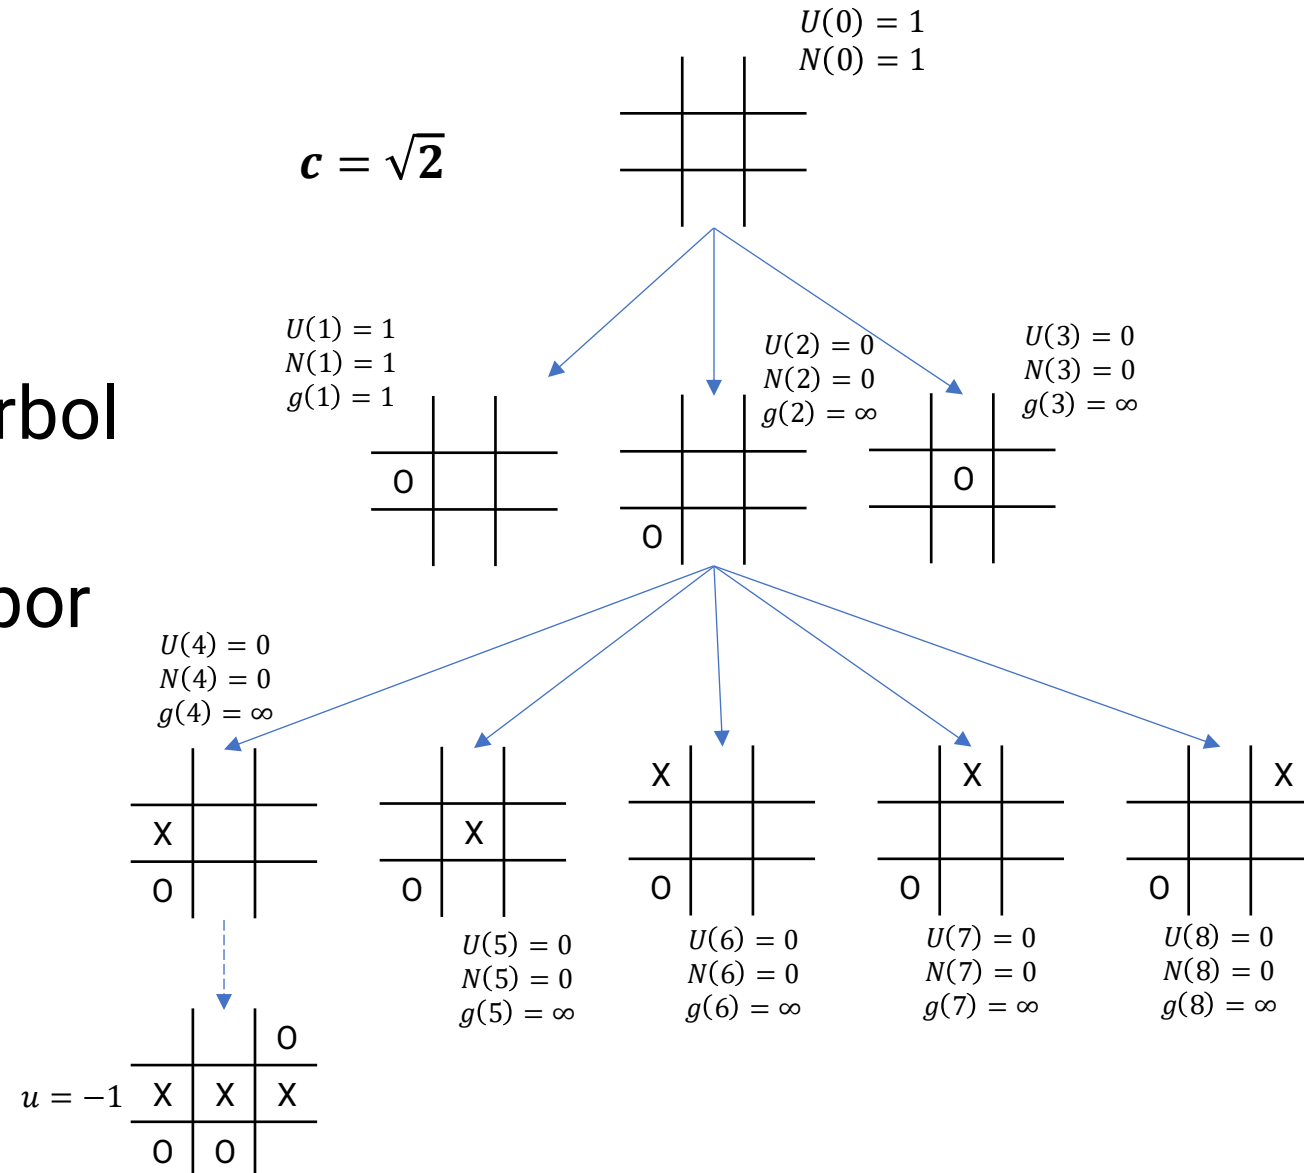 U(0) = 1
N(0) = 1
c = √2
U(1) = 1
N(1) = 1
g(1) = 1
U(2) = 0
N(2) = 0
g(2) = ∞
U(3) = 0
N(3) = 0
g(3) = ∞
rbol
O
O
O
por
U(4) = 0
N(4) = 0
g(4) = ∞
X
O
X
O
X
O
X
O
X
O
U(5) = 0
N(5) = 0
g(5) = ∞
U(6) = 0
N(6) = 0
g(6) = ∞
U(7) = 0
N(7) = 0
g(7) = ∞
U(8) = 0
N(8) = 0
g(8) = ∞
O
u = −1
X X X
O O